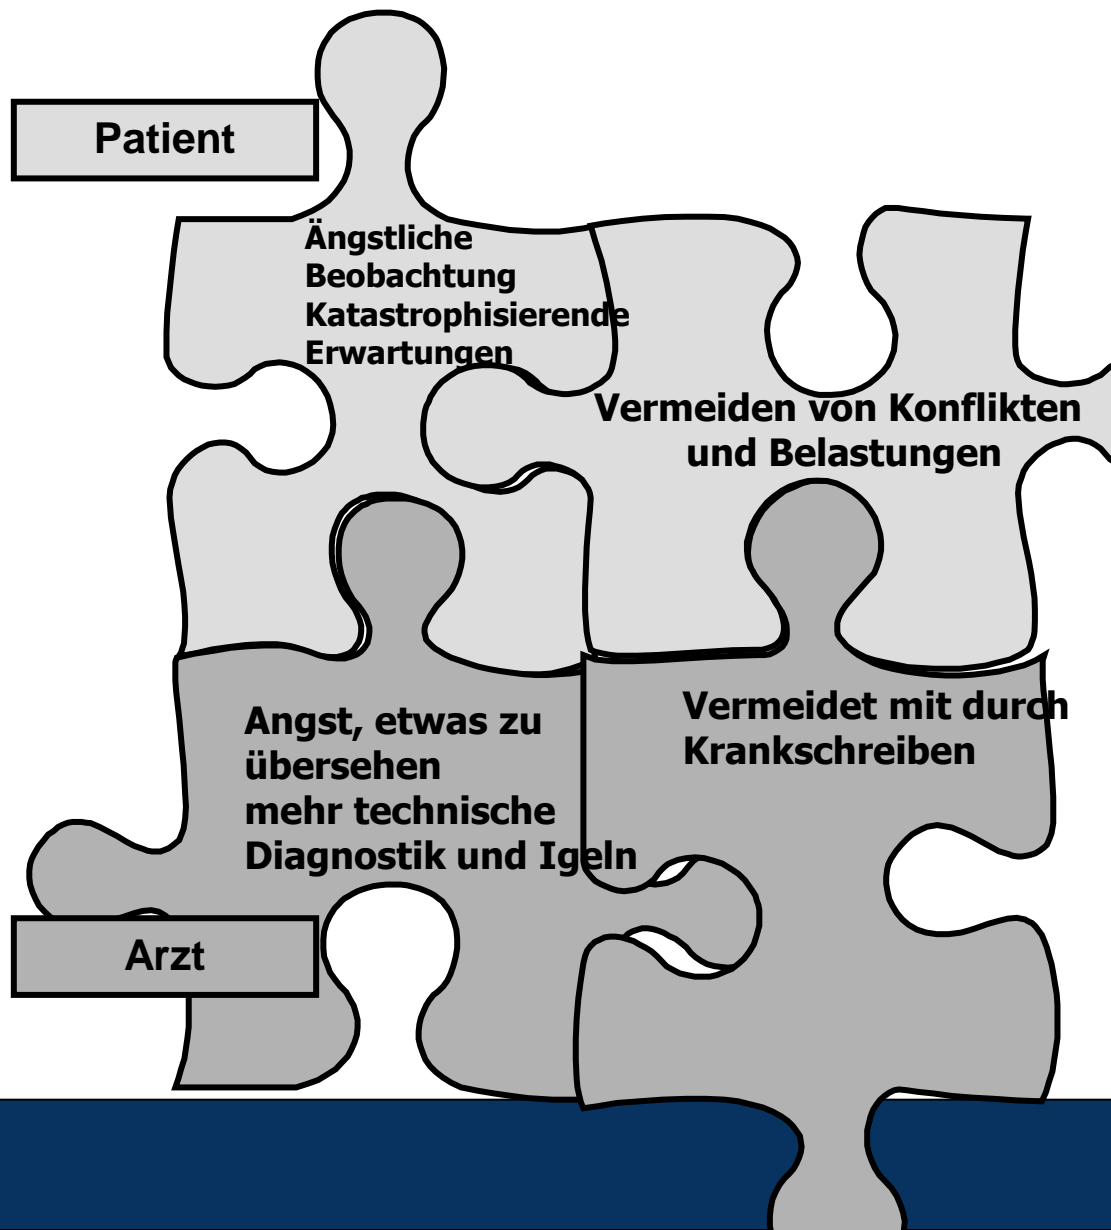 Patient
Ängstliche
Beobachtung
Katastrophisierende
Erwartungen
Vermeiden von Konflikten
und Belastungen
Angst, etwas zu
übersehen
mehr technische
Diagnostik und Igeln
Vermeidet mit durch
Krankschreiben
Arzt